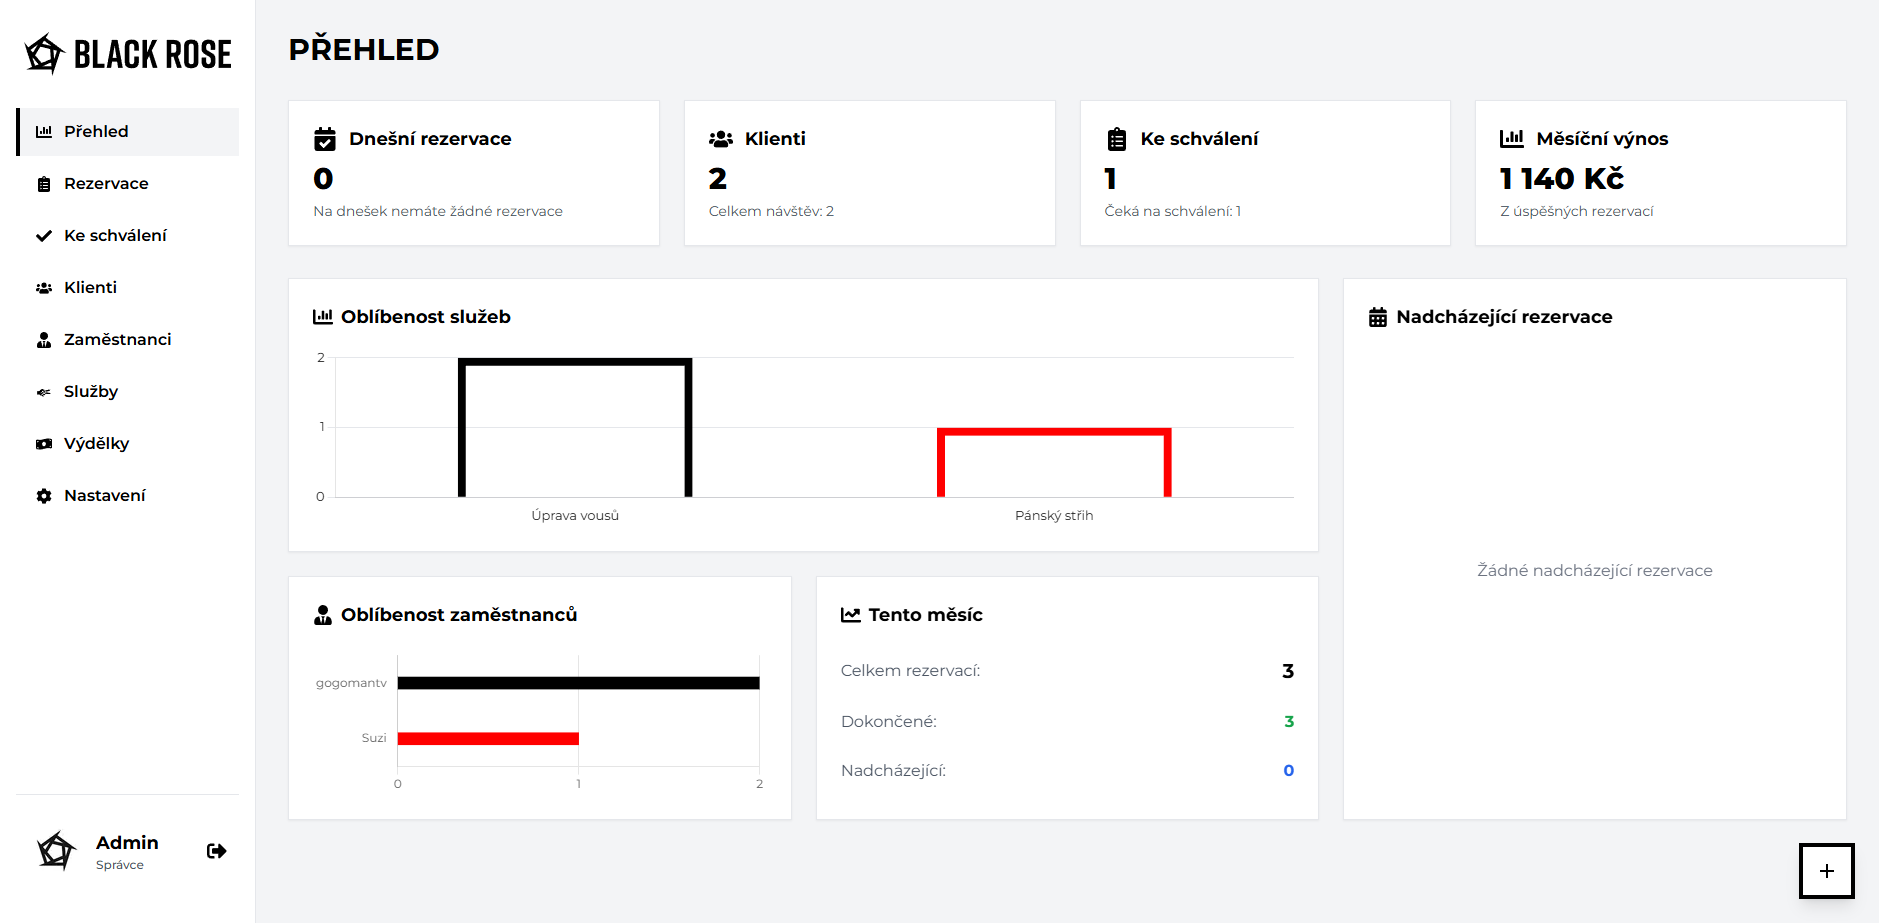 BLACK ROSE
Přehled
Rezervace
Ke schválení
Klienti
Zaměstnanci
Služby
Výdělky
Nastavení
Admin
Správce
PŘEHLED
Dnešní rezervace
0
Na dnešek nemáte žádné rezervace
Klienti
2
Celkem návštěv: 2
Ke schválení
1
Čeká na schválení: 1
Měsíční výnos
1 140 Kč
Z úspěšných rezervací
Oblíbenost služeb
2
1
0
Úprava vousů
Pánský střih
Nadcházející rezervace
Žádné nadcházející rezervace
Oblíbenost zaměstnanců
gogomantv
Suzi
0
1
2
Tento měsíc
Celkem rezervací: 3
Dokončené: 3
Nadcházející: 0
+